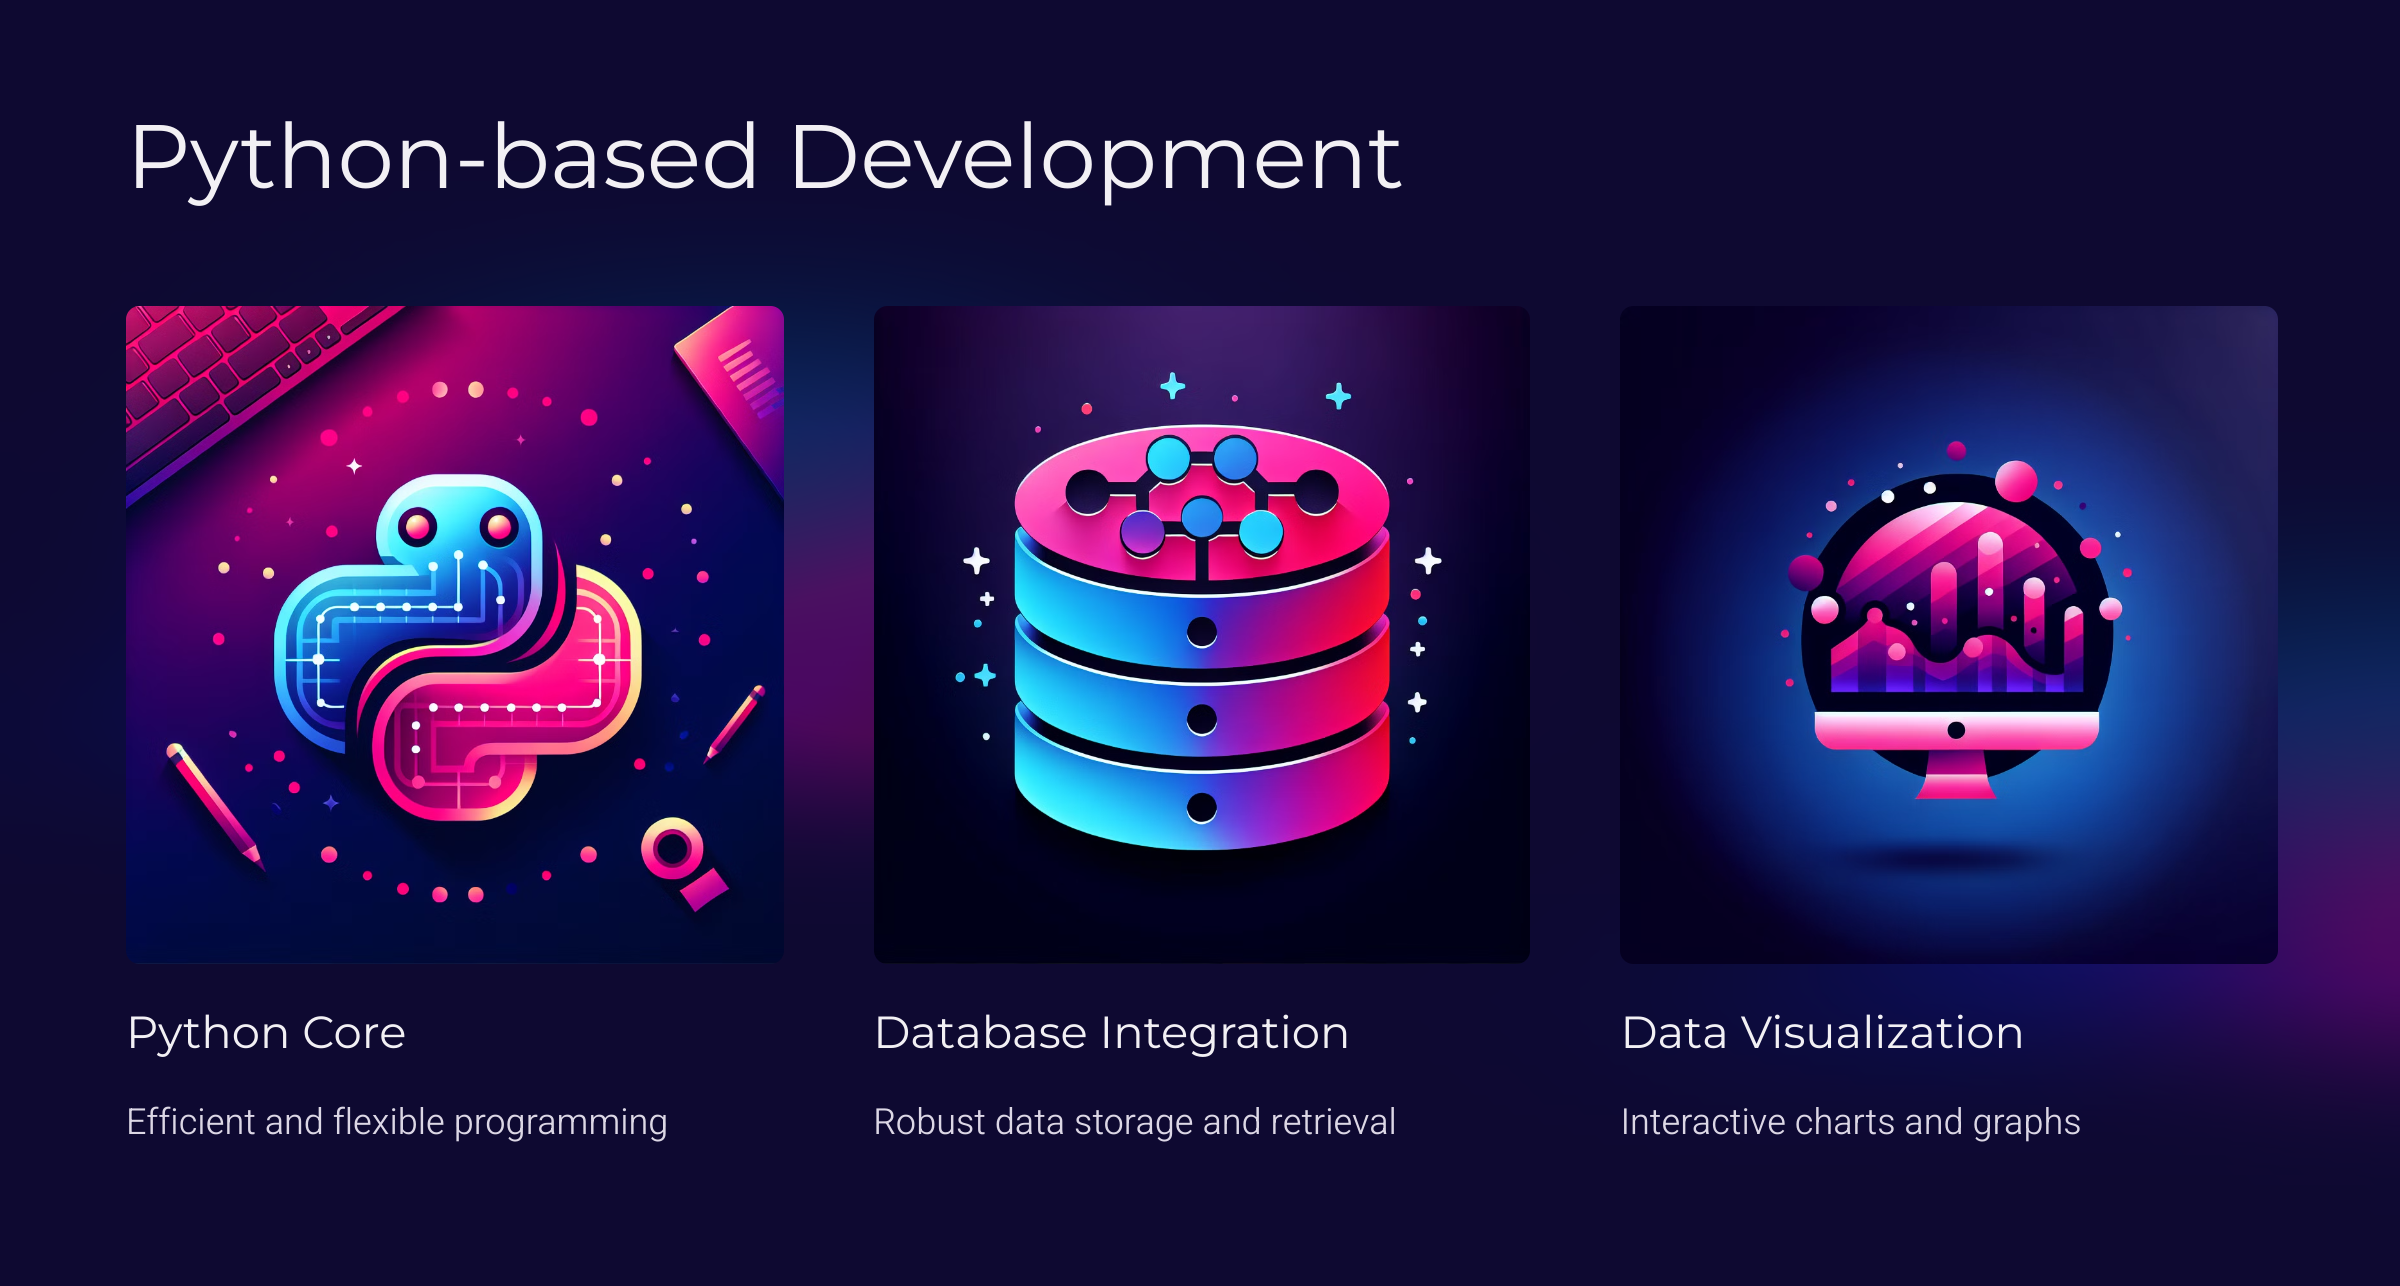 Python-based Development
Python Core
Efficient and flexible programming
Database Integration
Robust data storage and retrieval
Data Visualization
Interactive charts and graphs